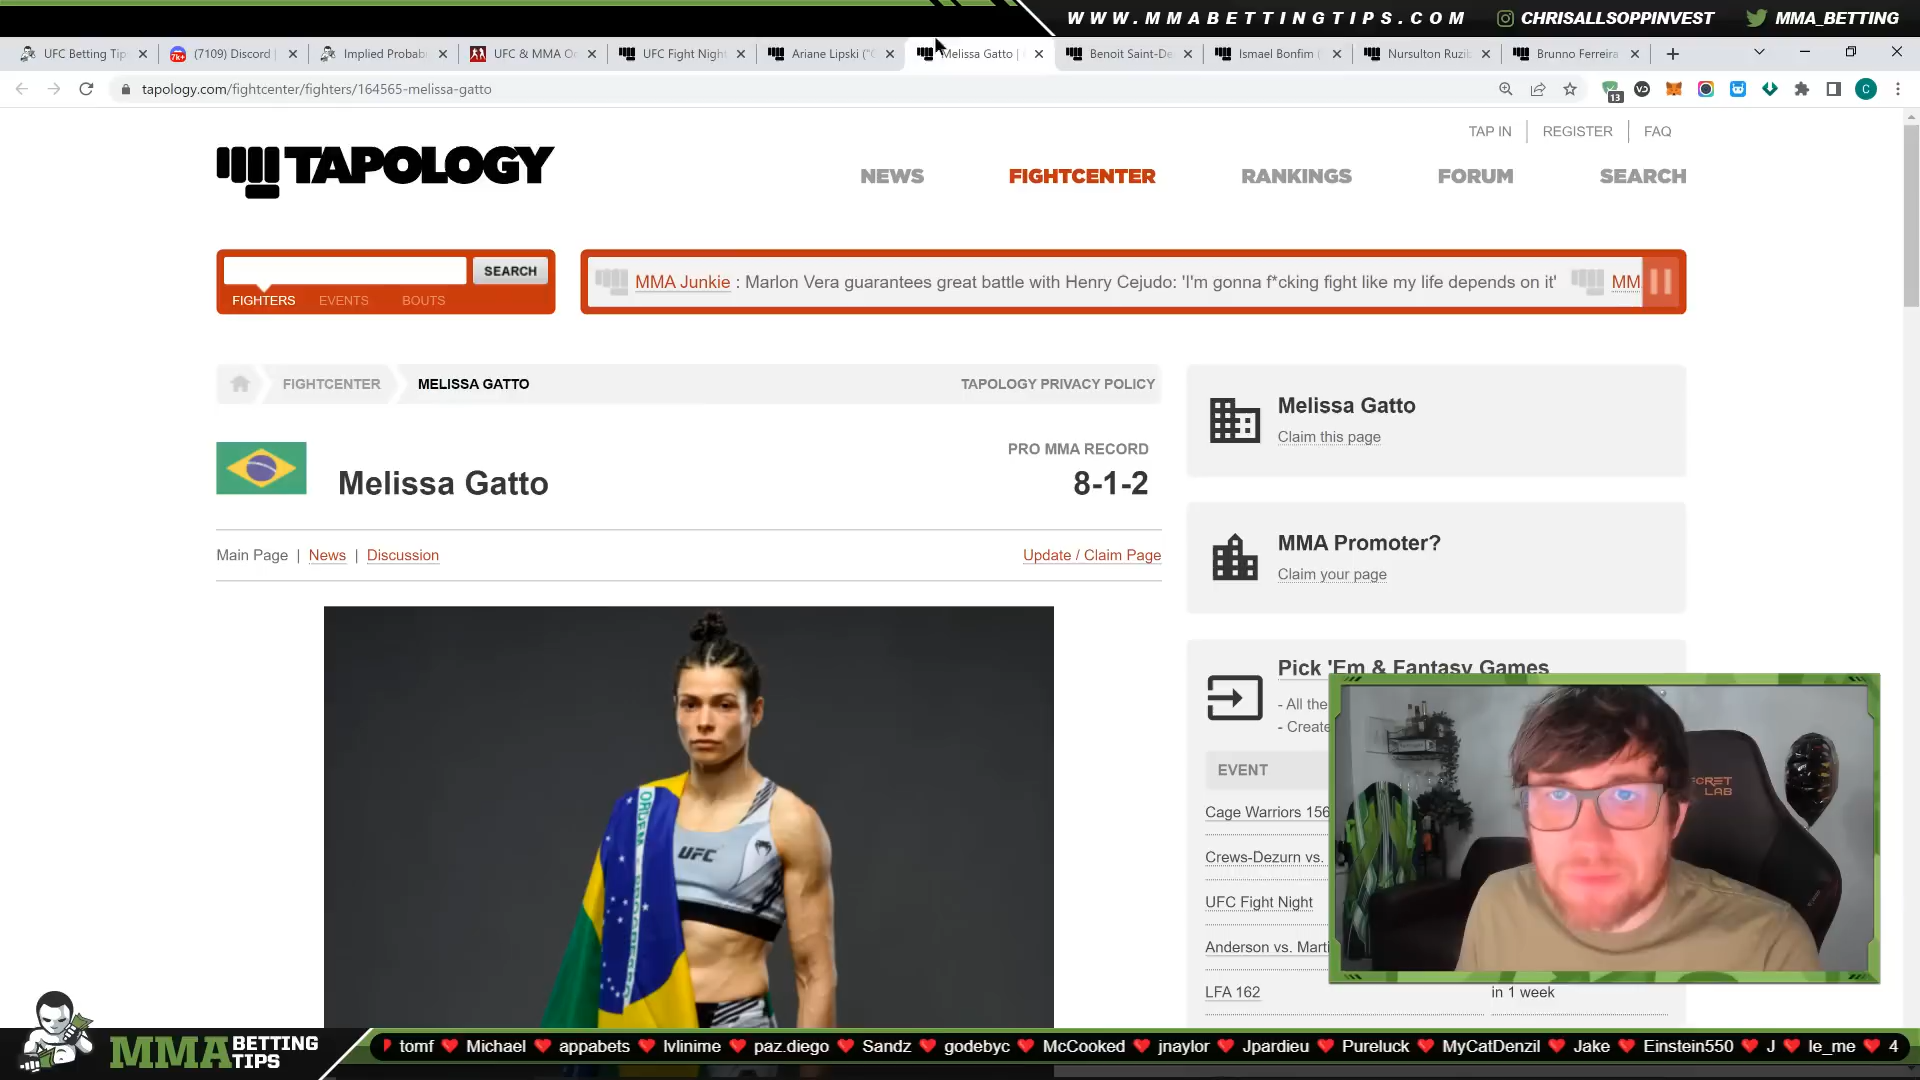 WWW.MMABETTINGTIPS.COM CHRISALLSOPPINVEST MMA_BETTING
UFC Betting Tip (7109) Discord Implied Probab UFC & MMA O UFC Fight Night Ariane Lipski ("Q Melissa Gatto | Benoit Saint-De Ismael Bonfim ( Nursulton Ruzib Brunno Ferreira
tapology.com/fightcenter/fighters/164565-melissa-gatto
13 C
TAP IN REGISTER FAQ
TAPOLOGY NEWS FIGHTCENTER RANKINGS FORUM SEARCH
SEARCH
FIGHTERS EVENTS BOUTS
MMA Junkie : Marlon Vera guarantees great battle with Henry Cejudo: 'I'm gonna f*cking fight like my life depends on it' MM
FIGHTCENTER MELISSA GATTO TAPOLOGY PRIVACY POLICY
Melissa Gatto
Claim this page
PRO MMA RECORD
Melissa Gatto 8-1-2
Main Page | News | Discussion Update / Claim Page
MMA Promoter?
Claim your page
Pick 'Em & Fantasy Games
- All the
- Create
EVENT
Cage Warriors 156
Crews-Dezurn vs.
UFC Fight Night
Anderson vs. Marti
LFA 162 in 1 week
UFC
SECRET
LAB
MMA BETTING TIPS
tomf Michael appabets lvlinime paz.diego Sandz godebyc McCooked jnaylor Jpardieu Pureluck MyCatDenzil Jake Einstein550 J le_me 4